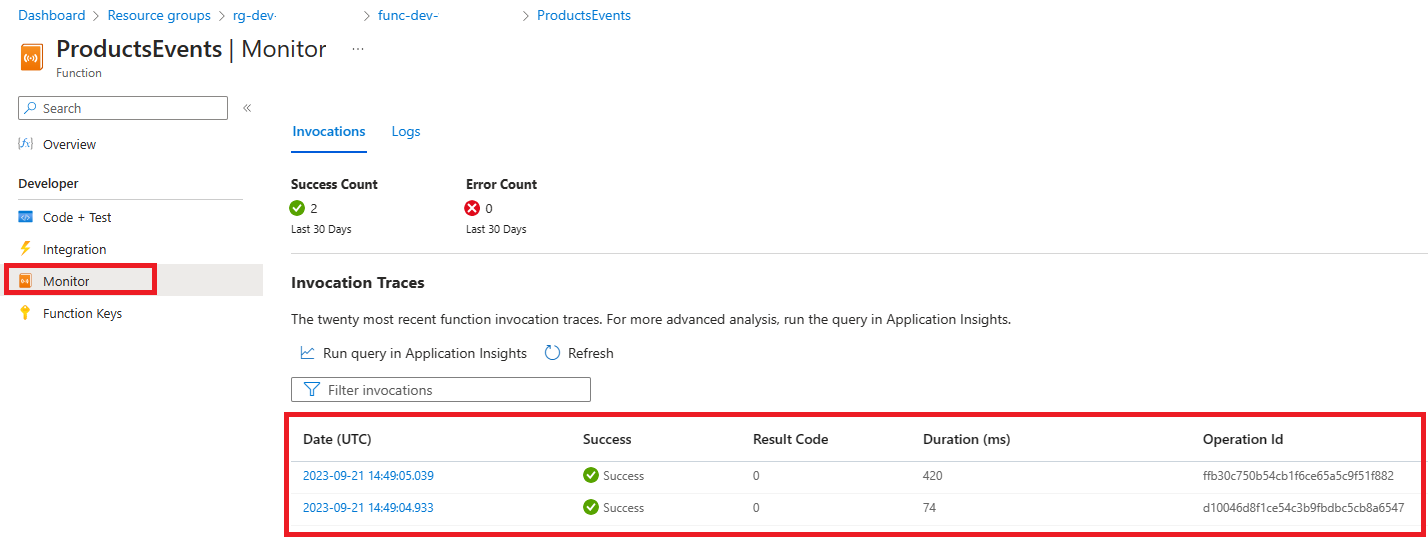 Dashboard > Resource groups > rg-dev- > func-dev- > ProductsEvents
ProductsEvents | Monitor ...
Function
Search «
Overview
Developer
Code + Test
Integration
Monitor
Function Keys
Invocations Logs
Success Count Error Count
2 0
Last 30 Days Last 30 Days
Invocation Traces
The twenty most recent function invocation traces. For more advanced analysis, run the query in Application Insights.
Run query in Application Insights Refresh
Filter invocations
Date (UTC) Success Result Code Duration (ms) Operation Id
2023-09-21 14:49:05.039 Success 0 420 ffb30c750b54cb1f6ce65a5c9f51f882
2023-09-21 14:49:04.933 Success 0 74 d10046d8f1ce54c3b9fbdbc5cb8a6547